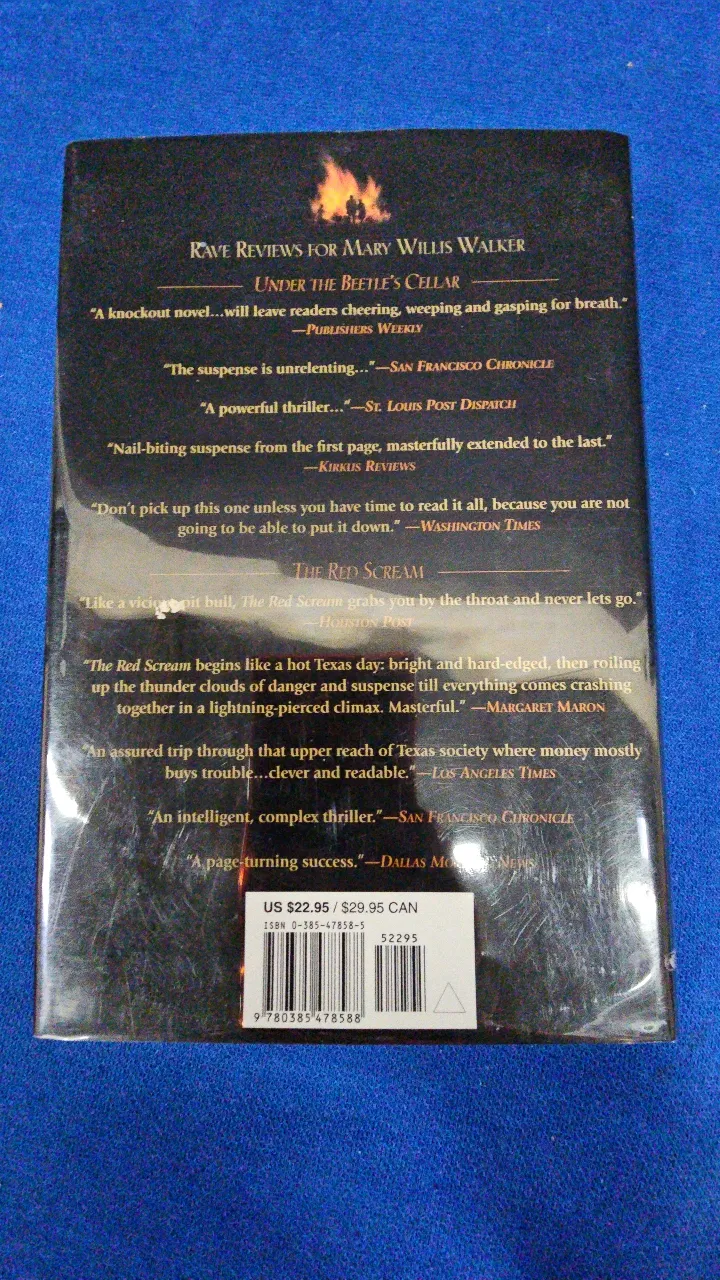 RAVE REVIEWS FOR MARY WILLIS WALKER
UNDER THE BEETLE'S CELLAR
“A knockout novel...will leave readers cheering, weeping and gasping for breath.”
—PUBLISHERS WEEKLY
“The suspense is unrelenting...”—SAN FRANCISCO CHRONICLE
“A powerful thriller...”—ST. LOUIS POST DISPATCH
“Nail-biting suspense from the first page, masterfully extended to the last.”
—KIRKUS REVIEWS
“Don't pick up this one unless you have time to read it all, because you are not
going to be able to put it down.” —WASHINGTON TIMES
THE RED SCREAM
“Like a vicious pit bull, The Red Scream grabs you by the throat and never lets go.”
—HOUSTON POST
“The Red Scream begins like a hot Texas day: bright and hard-edged, then roiling
up the thunder clouds of danger and suspense till everything comes crashing
together in a lightning-pierced climax. Masterful.” —MARGARET MARON
“An assured trip through that upper reach of Texas society where money mostly
buys trouble...clever and readable.”—LOS ANGELES TIMES
“An intelligent, complex thriller.”—SAN FRANCISCO CHRONICLE
“A page-turning success.”—DALLAS MORNING NEWS
US $22.95 / $29.95 CAN
ISBN 0-385-47858-5
52295
9 780385 478588